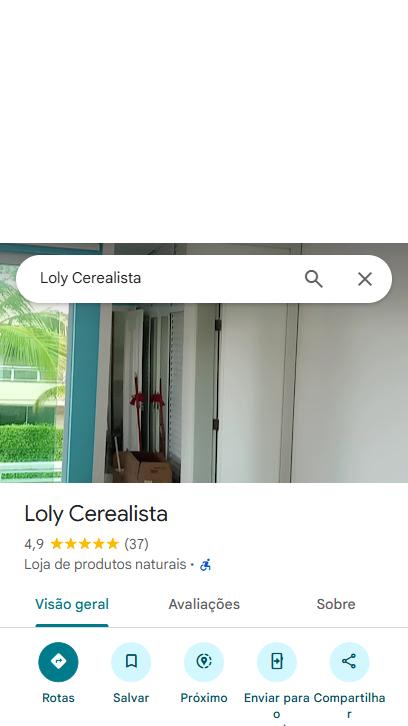 Loly Cerealista
Loly Cerealista
4,9 (37)
Loja de produtos naturais ·
Visão geral Avaliações Sobre
Rotas Salvar Próximo Enviar para Compartilha
o r